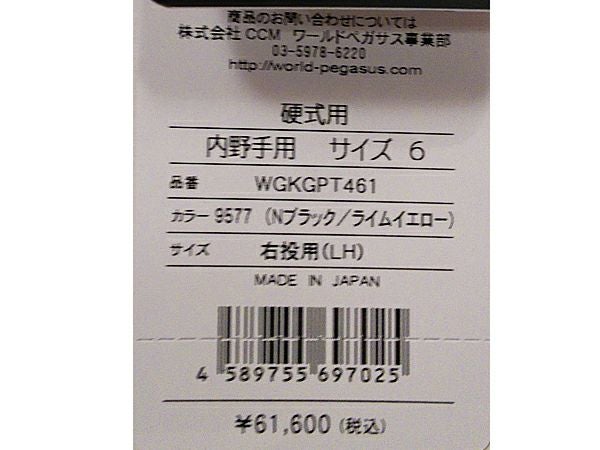 商品のお問い合わせについては
株式会社CCM ワールドペガサス事業部
03-5978-6220
http://world-pegasus.com
硬式用
内野手用 サイズ 6
品番 WGKGPT461
カラー 9577 (Nブラック/ライムイエロー)
サイズ 右投用(LH)
MADE IN JAPAN
4 589755 697025
¥61,600 (税込)